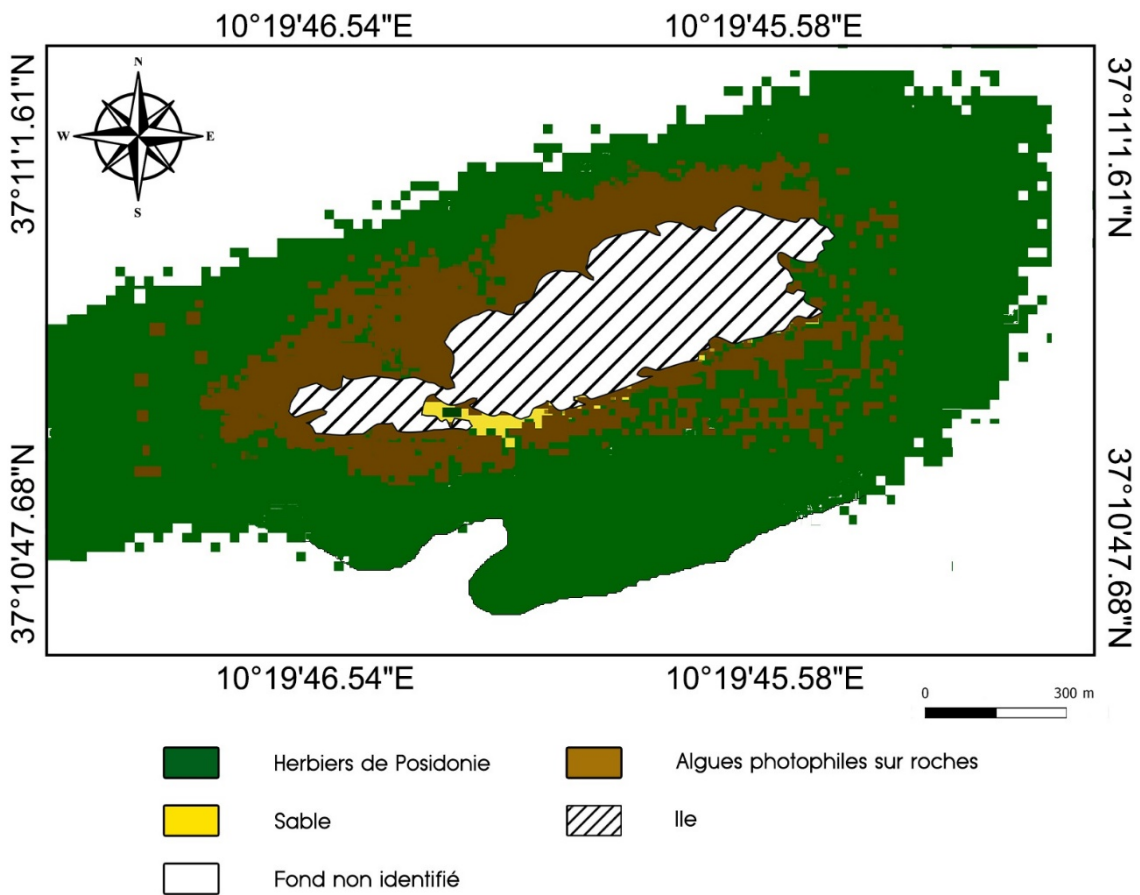 10°19'46.54"E 10°19'45.58"E
37°11'1.61"N
37°11'1.61"N
N
W E
S
37°10'47.68"N
37°10'47.68"N
10°19'46.54"E 10°19'45.58"E
0 300 m
Herbiers de Posidonie Algues photophiles sur roches
Sable Ile
Fond non identifié